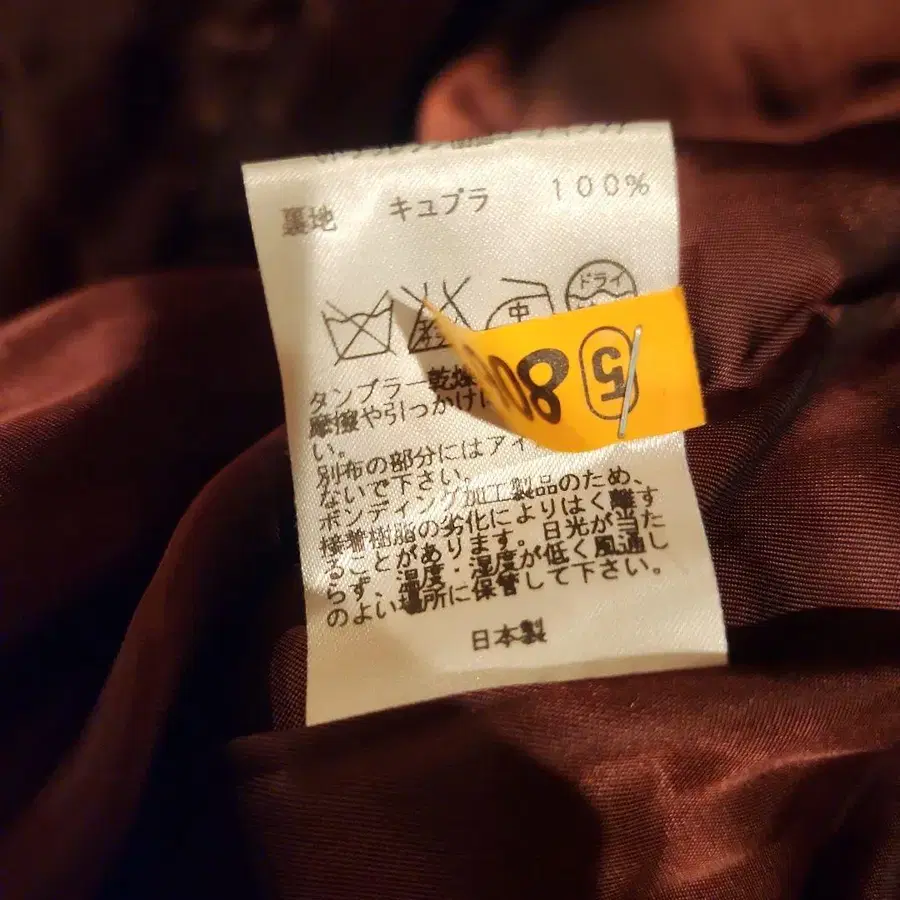 裏地 キュプラ 100%
中 ドライ
タンブラー乾燥
摩擦や引っかけに
い。
別布の部分にはアイ
ないで下さい。
ボンディング加工製品のため、
接着樹脂の劣化によりはく離す
ることがあります。日光が当た
らず、温度・湿度が低く風通し
のよい場所に保管して下さい。
日本製
5